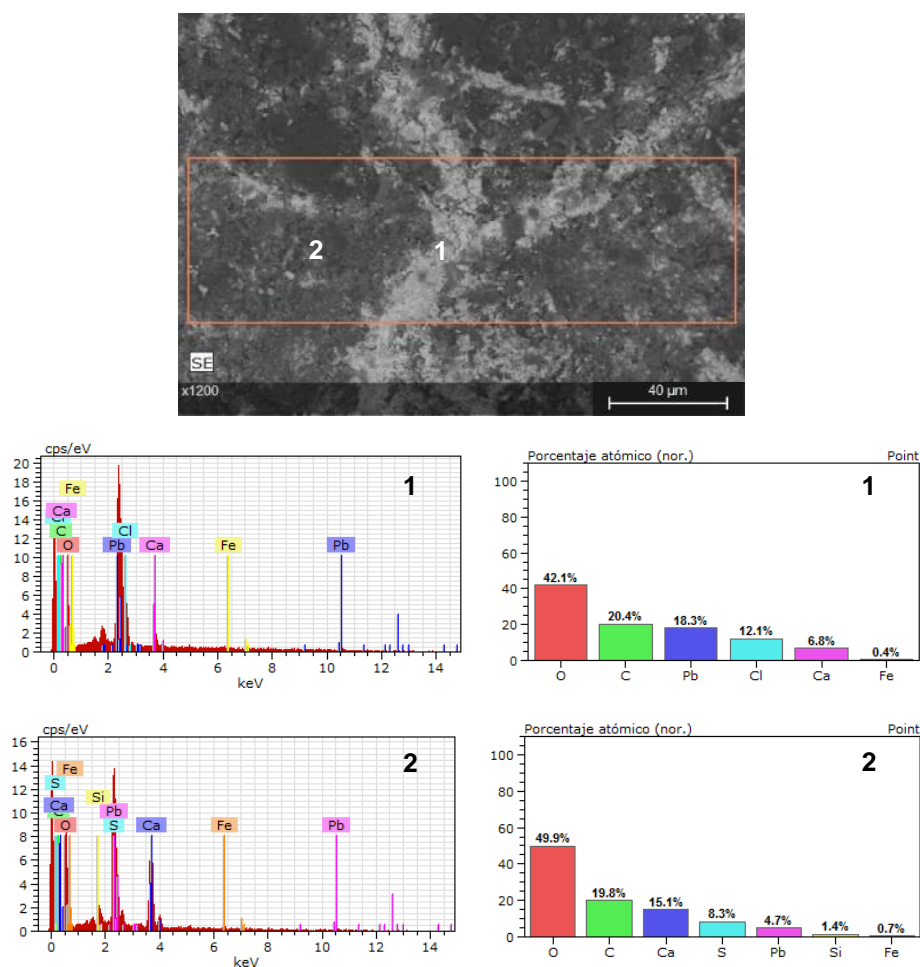 2
1
SE
x1200
40 µm
cps/eV
1
20
18
16
14
12
10
8
6
4
2
0
Fe
Ca
C
O
Pb
Cl
Ca
Fe
Pb
0 2 4 6 8 10 12 14
keV
Porcentaje atómico (nor.) Point
1
100
80
60
40
20
0
42.1%
20.4%
18.3%
12.1%
6.8%
0.4%
O C Pb Cl Ca Fe
cps/eV
2
16
14
12
10
8
6
4
2
0
Fe
S
Si
Ca
Pb
O
S
Ca
Fe
Pb
0 2 4 6 8 10 12 14
keV
Porcentaje atómico (nor.) Point
2
100
80
60
40
20
0
49.9%
19.8%
15.1%
8.3%
4.7%
1.4%
0.7%
O C Ca S Pb Si Fe